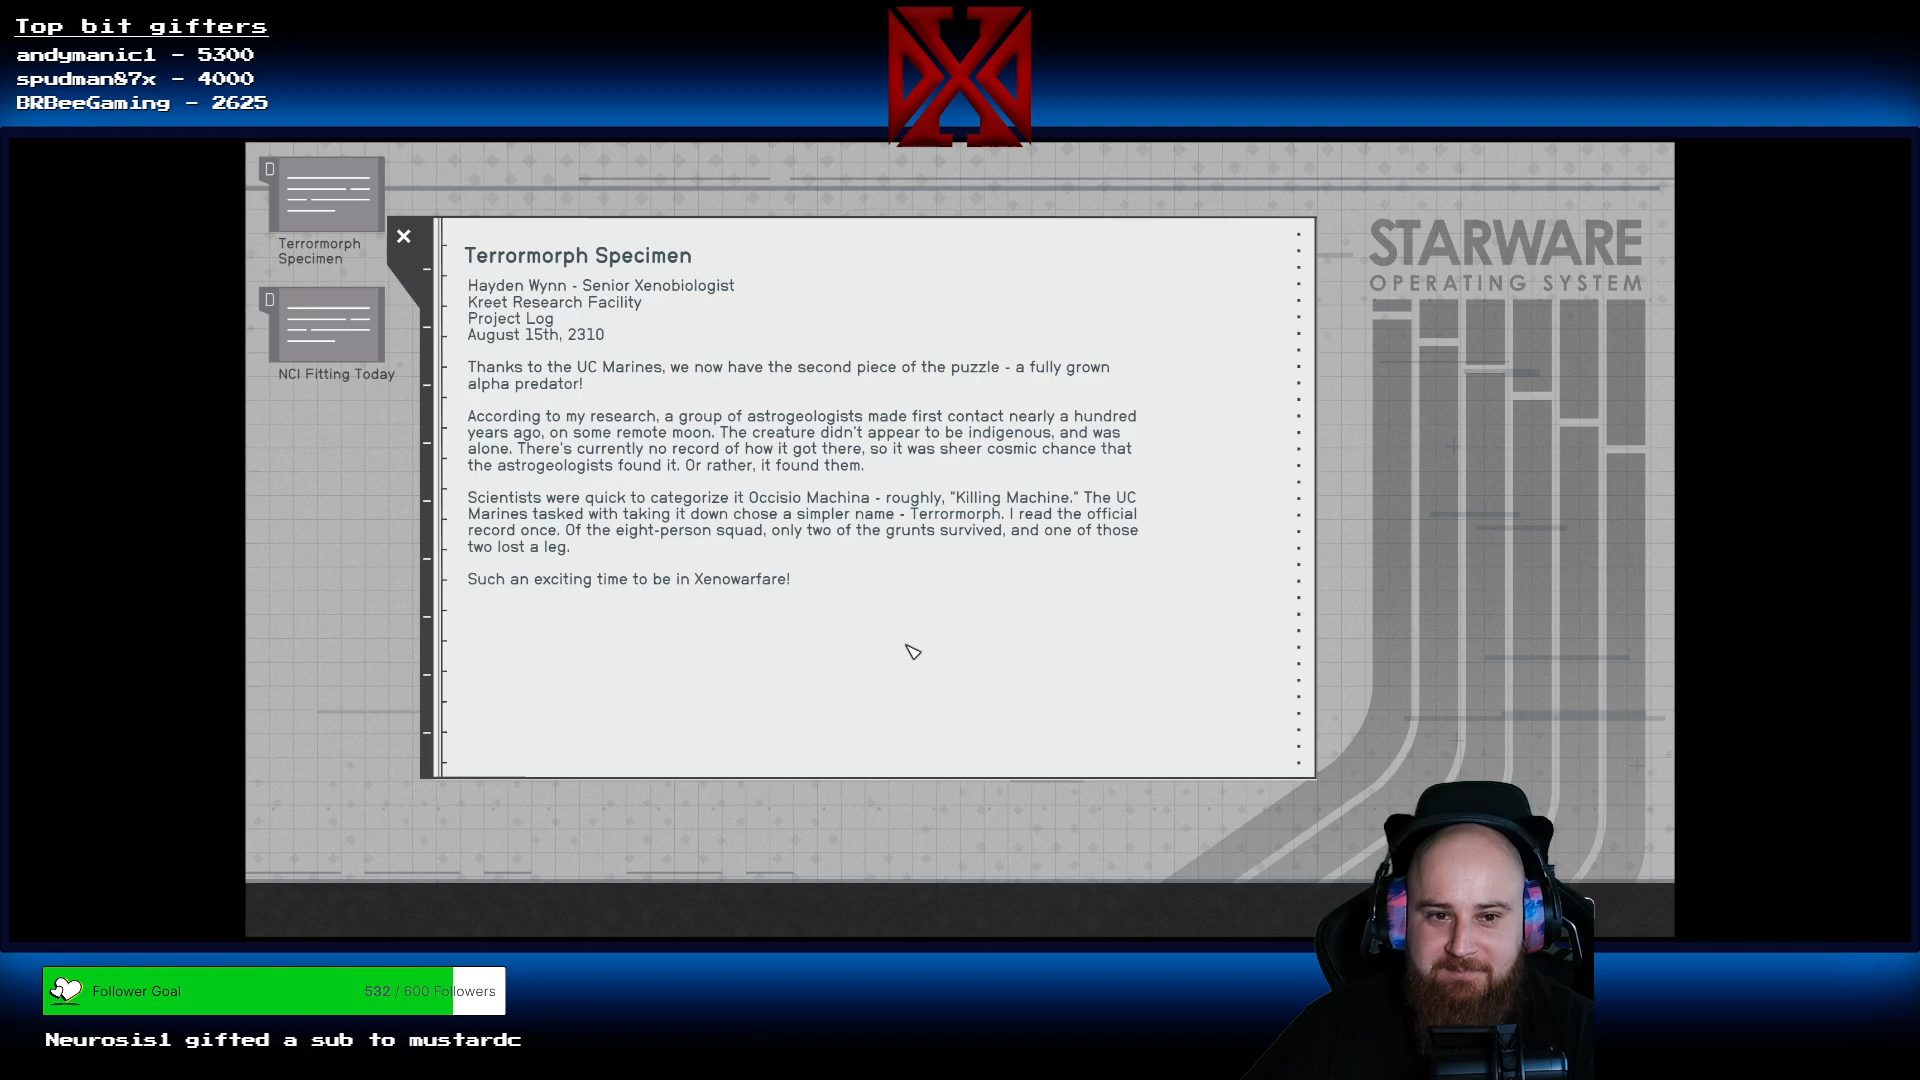 Top bit gifters
andymanic1 - 5300
spudman87x - 4000
BRBeeGaming - 2625
D
Terrormorph
Specimen
D
NCI Fitting Today
Terrormorph Specimen
Hayden Wynn - Senior Xenobiologist
Kreet Research Facility
Project Log
August 15th, 2310
Thanks to the UC Marines, we now have the second piece of the puzzle - a fully grown
alpha predator!
According to my research, a group of astrogeologists made first contact nearly a hundred
years ago, on some remote moon. The creature didn't appear to be indigenous, and was
alone. There's currently no record of how it got there, so it was sheer cosmic chance that
the astrogeologists found it. Or rather, it found them.
Scientists were quick to categorize it Occisio Machina - roughly, "Killing Machine." The UC
Marines tasked with taking it down chose a simpler name - Terrormorph. I read the official
record once. Of the eight-person squad, only two of the grunts survived, and one of those
two lost a leg.
Such an exciting time to be in Xenowarfare!
STARWARE
OPERATING SYSTEM
Follower Goal
532 / 600 Followers
Neurosis1 gifted a sub to mustardc